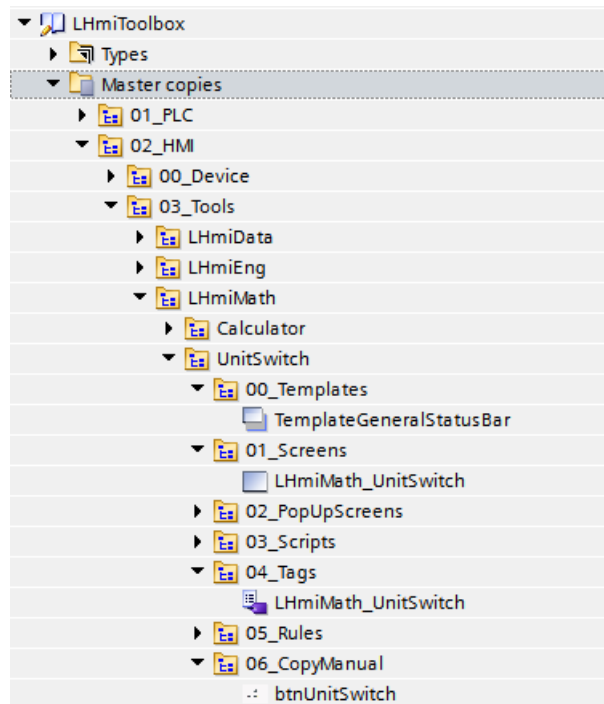 LHmiToolbox
Types
Master copies
01_PLC
02_HMI
00_Device
03_Tools
LHmiData
LHmiEng
LHmiMath
Calculator
UnitSwitch
00_Templates
TemplateGeneralStatusBar
01_Screens
LHmiMath_UnitSwitch
02_PopUpScreens
03_Scripts
04_Tags
LHmiMath_UnitSwitch
05_Rules
06_CopyManual
btnUnitSwitch